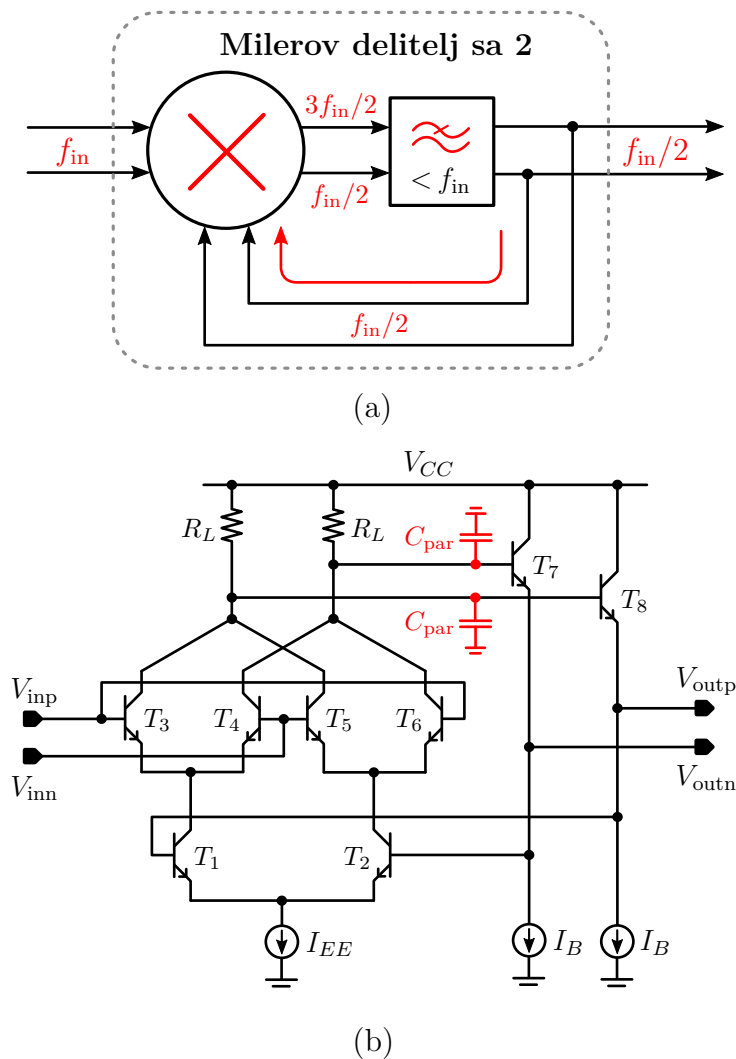 Milerov delitelj sa 2
3f_in/2
f_in
< f_in
f_in/2
f_in/2
f_in/2
(a)
V_CC
R_L
R_L
C_par
T_7
T_8
C_par
V_inp
V_outp
T_3
T_4
T_5
T_6
V_inn
V_outn
T_1
T_2
I_EE
I_B
I_B
(b)